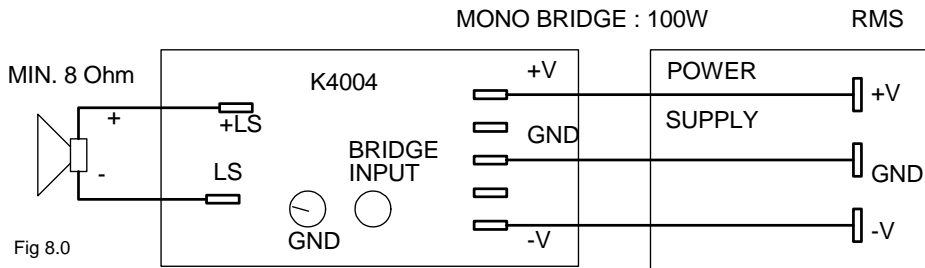 MONO BRIDGE : 100W RMS
MIN. 8 Ohm
K4004
+V
POWER
+V
+
+LS
GND
SUPPLY
BRIDGE
INPUT
-
LS
GND
GND
-V
-V
Fig 8.0